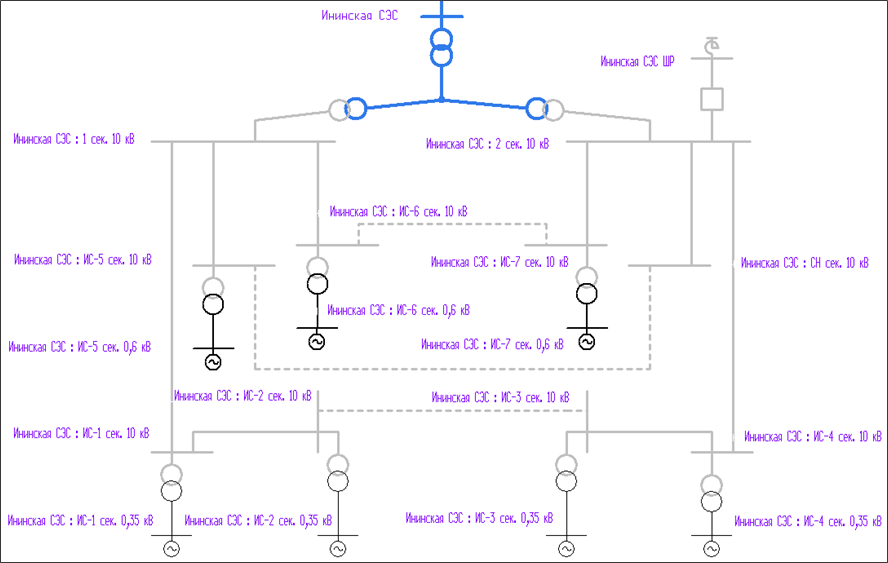 Ининская СЭС
Ининская СЭС ШР
Ининская СЭС : 1 сек. 10 кВ
Ининская СЭС : 2 сек. 10 кВ
Ининская СЭС : ИС-6 сек. 10 кВ
Ининская СЭС : ИС-5 сек. 10 кВ
Ининская СЭС : ИС-7 сек. 10 кВ
Ининская СЭС : СН сек. 10 кВ
Ининская СЭС : ИС-6 сек. 0,6 кВ
Ининская СЭС : ИС-5 сек. 0,6 кВ
Ининская СЭС : ИС-7 сек. 0,6 кВ
Ининская СЭС : ИС-2 сек. 10 кВ
Ининская СЭС : ИС-3 сек. 10 кВ
Ининская СЭС : ИС-1 сек. 10 кВ
Ининская СЭС : ИС-4 сек. 10 кВ
Ининская СЭС : ИС-1 сек. 0,35 кВ
Ининская СЭС : ИС-2 сек. 0,35 кВ
Ининская СЭС : ИС-3 сек. 0,35 кВ
Ининская СЭС : ИС-4 сек. 0,35 кВ